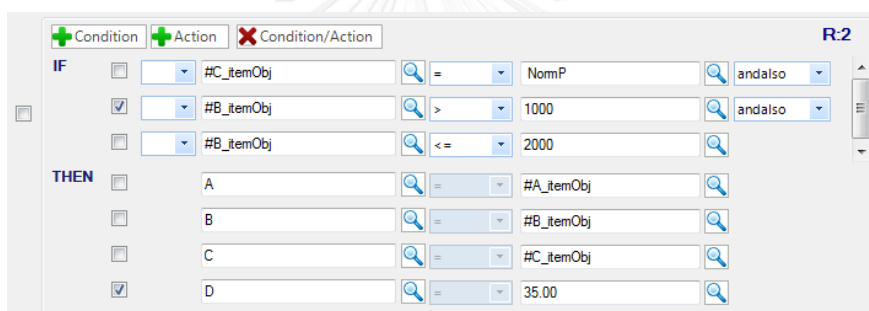 Condition Action Condition/Action R:2
IF #C_itemObj = NormP andalso
#B_itemObj > 1000 andalso
#B_itemObj <= 2000
THEN A = #A_itemObj
B = #B_itemObj
C = #C_itemObj
D = 35.00